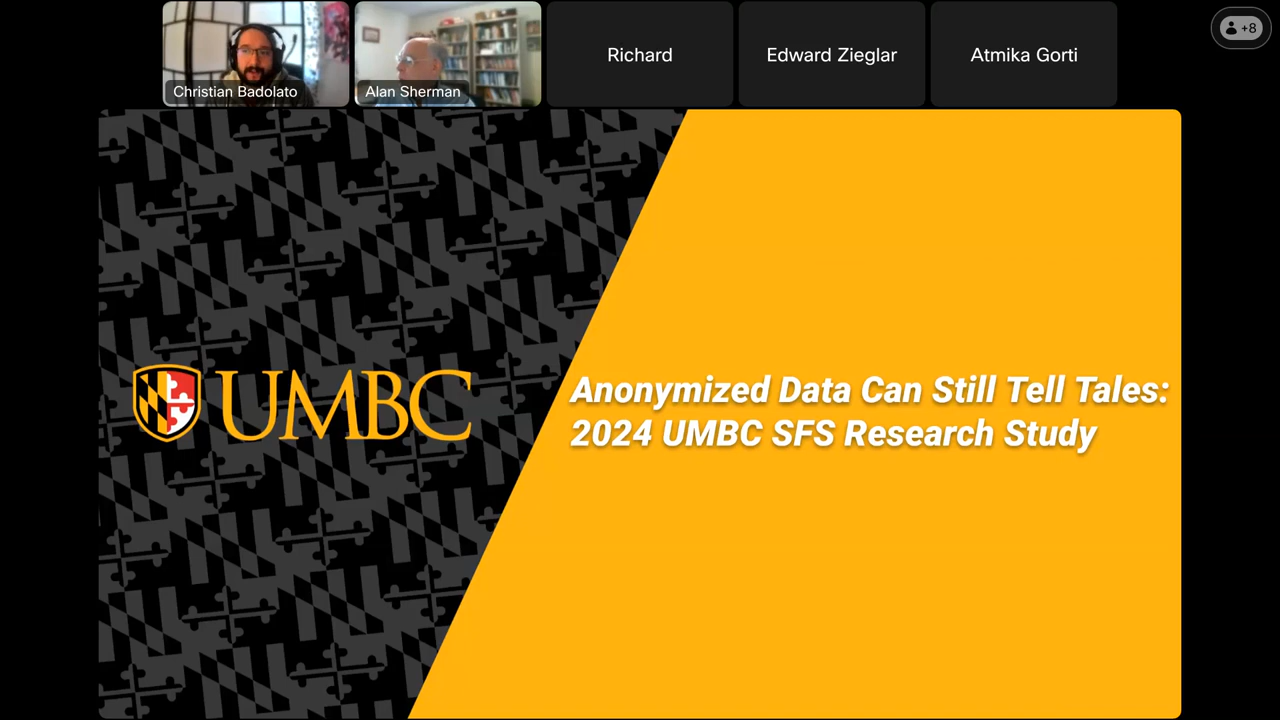 Christian Badolato
Alan Sherman
Richard
Edward Zieglar
Atmika Gorti
+8
UMBC
Anonymized Data Can Still Tell Tales:
2024 UMBC SFS Research Study